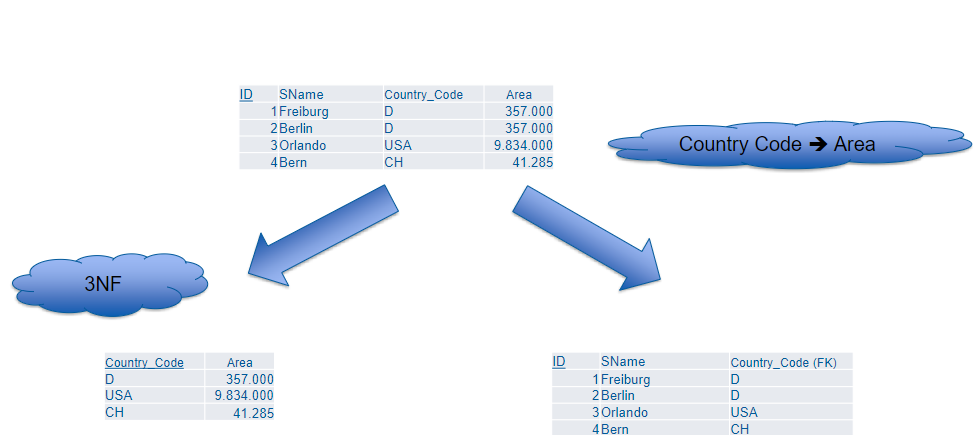 ID SName Country_Code Area
1 Freiburg D 357.000
2 Berlin D 357.000
3 Orlando USA 9.834.000
4 Bern CH 41.285
Country Code ➔ Area
3NF
Country_Code Area
D 357.000
USA 9.834.000
CH 41.285
ID SName Country_Code (FK)
1 Freiburg D
2 Berlin D
3 Orlando USA
4 Bern CH